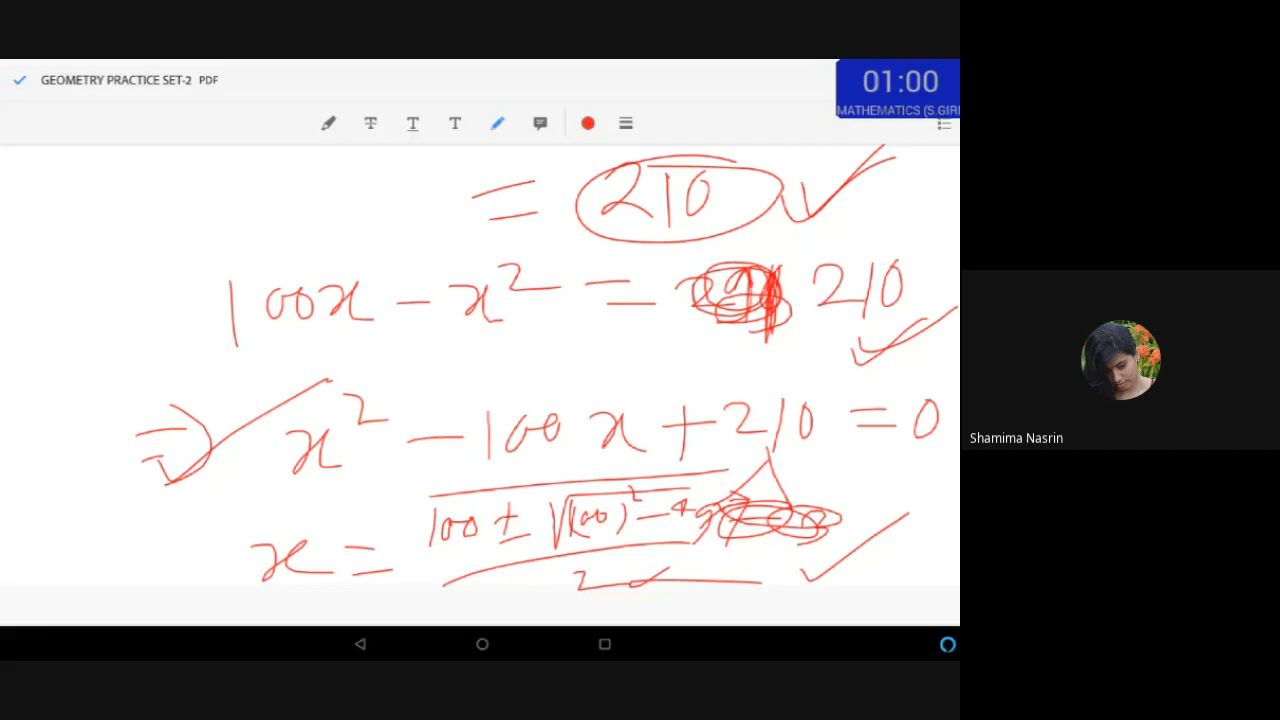 GEOMETRY PRACTICE SET-2 PDF
01:00
MATHEMATICS (S.GIRI
T T T
= 210
100x - x² = 210
⇒ x² - 100x + 210 = 0
x = 100 ± √(100)² - 4
2
Shamima Nasrin